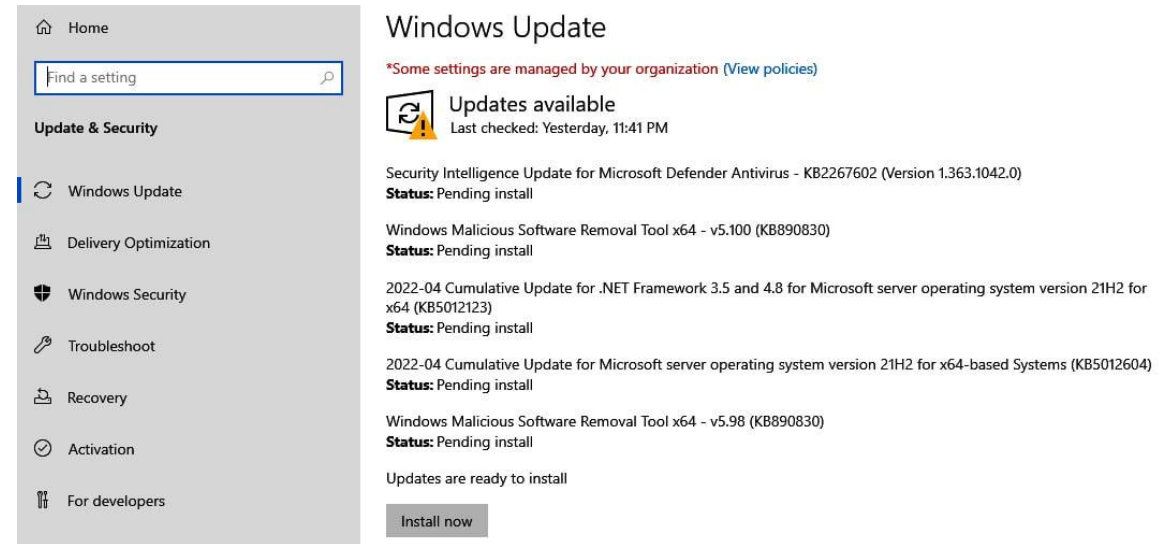 Home
Find a setting
Update & Security
Windows Update
Delivery Optimization
Windows Security
Troubleshoot
Recovery
Activation
For developers
Windows Update
*Some settings are managed by your organization (View policies)
Updates available
Last checked: Yesterday, 11:41 PM
Security Intelligence Update for Microsoft Defender Antivirus - KB2267602 (Version 1.363.1042.0)
Status: Pending install
Windows Malicious Software Removal Tool x64 - v5.100 (KB890830)
Status: Pending install
2022-04 Cumulative Update for .NET Framework 3.5 and 4.8 for Microsoft server operating system version 21H2 for
x64 (KB5012123)
Status: Pending install
2022-04 Cumulative Update for Microsoft server operating system version 21H2 for x64-based Systems (KB5012604)
Status: Pending install
Windows Malicious Software Removal Tool x64 - v5.98 (KB890830)
Status: Pending install
Updates are ready to install
Install now